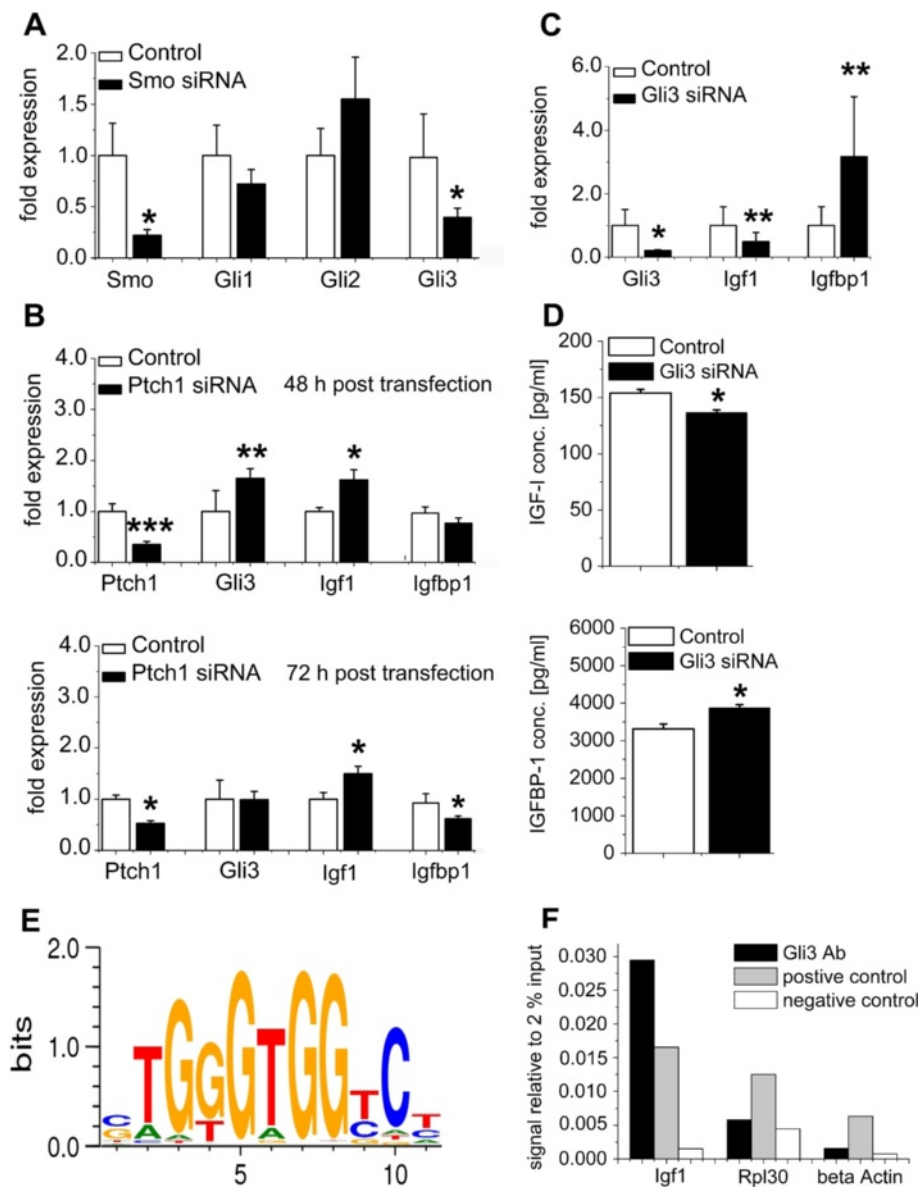 A
Control
Smo siRNA
fold expression
2.0
1.5
1.0
0.5
0.0
Smo Gli1 Gli2 Gli3
*
*
C
Control
Gli3 siRNA
fold expression
6.0
4.0
2.0
0.0
Gli3 Igf1 Igfbp1
*
**
**
B
Control
Ptch1 siRNA 48 h post transfection
fold expression
4.0
3.0
2.0
1.0
0.0
Ptch1 Gli3 Igf1 Igfbp1
***
**
*
Control
Ptch1 siRNA 72 h post transfection
fold expression
4.0
3.0
2.0
1.0
0.0
Ptch1 Gli3 Igf1 Igfbp1
*
*
*
D
Control
Gli3 siRNA
IGF-I conc. [pg/ml]
200
150
100
50
0
*
Control
Gli3 siRNA
IGFBP-1 conc. [pg/ml]
6000
5000
4000
3000
2000
1000
0
*
E
bits
2.0
1.0
0.0
TGGGTGGTCT
5 10
F
Gli3 Ab
postive control
negative control
signal relative to 2 % input
0.030
0.025
0.020
0.015
0.010
0.005
0.000
Igf1 Rpl30 beta Actin